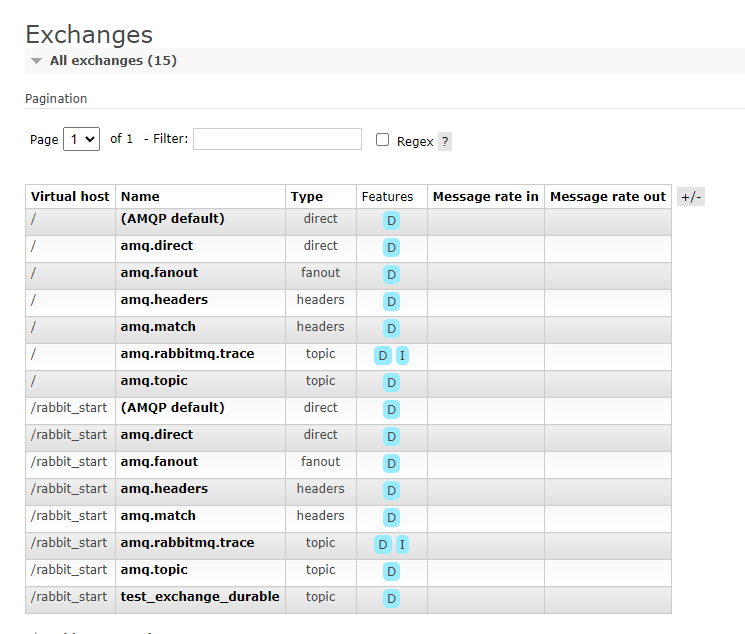 Exchanges
All exchanges (15)
Pagination
Page 1 of 1 - Filter: Regex ?
Virtual host Name Type Features Message rate in Message rate out +/-
/ (AMQP default) direct D
/ amq.direct direct D
/ amq.fanout fanout D
/ amq.headers headers D
/ amq.match headers D
/ amq.rabbitmq.trace topic D I
/ amq.topic topic D
/rabbit_start (AMQP default) direct D
/rabbit_start amq.direct direct D
/rabbit_start amq.fanout fanout D
/rabbit_start amq.headers headers D
/rabbit_start amq.match headers D
/rabbit_start amq.rabbitmq.trace topic D I
/rabbit_start amq.topic topic D
/rabbit_start test_exchange_durable topic D